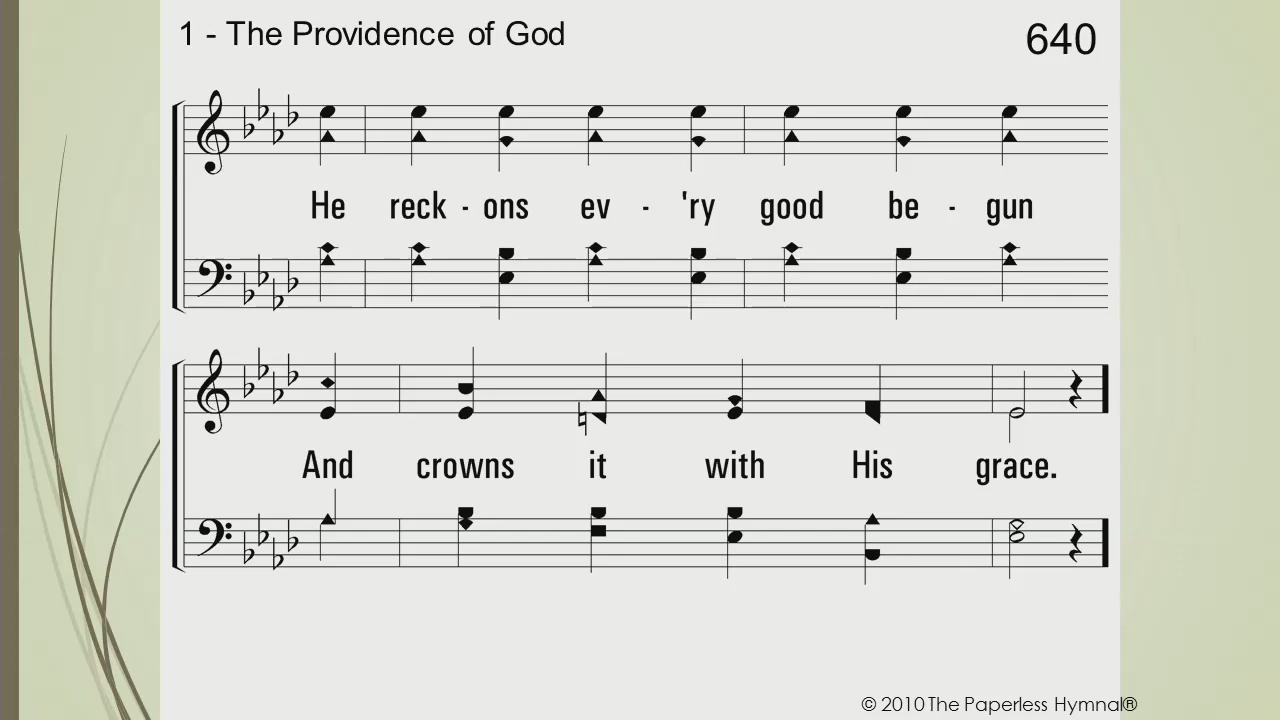 1 - The Providence of God
640
He reck - ons ev - 'ry good be - gun
And crowns it with His grace.
© 2010 The Paperless Hymnal®